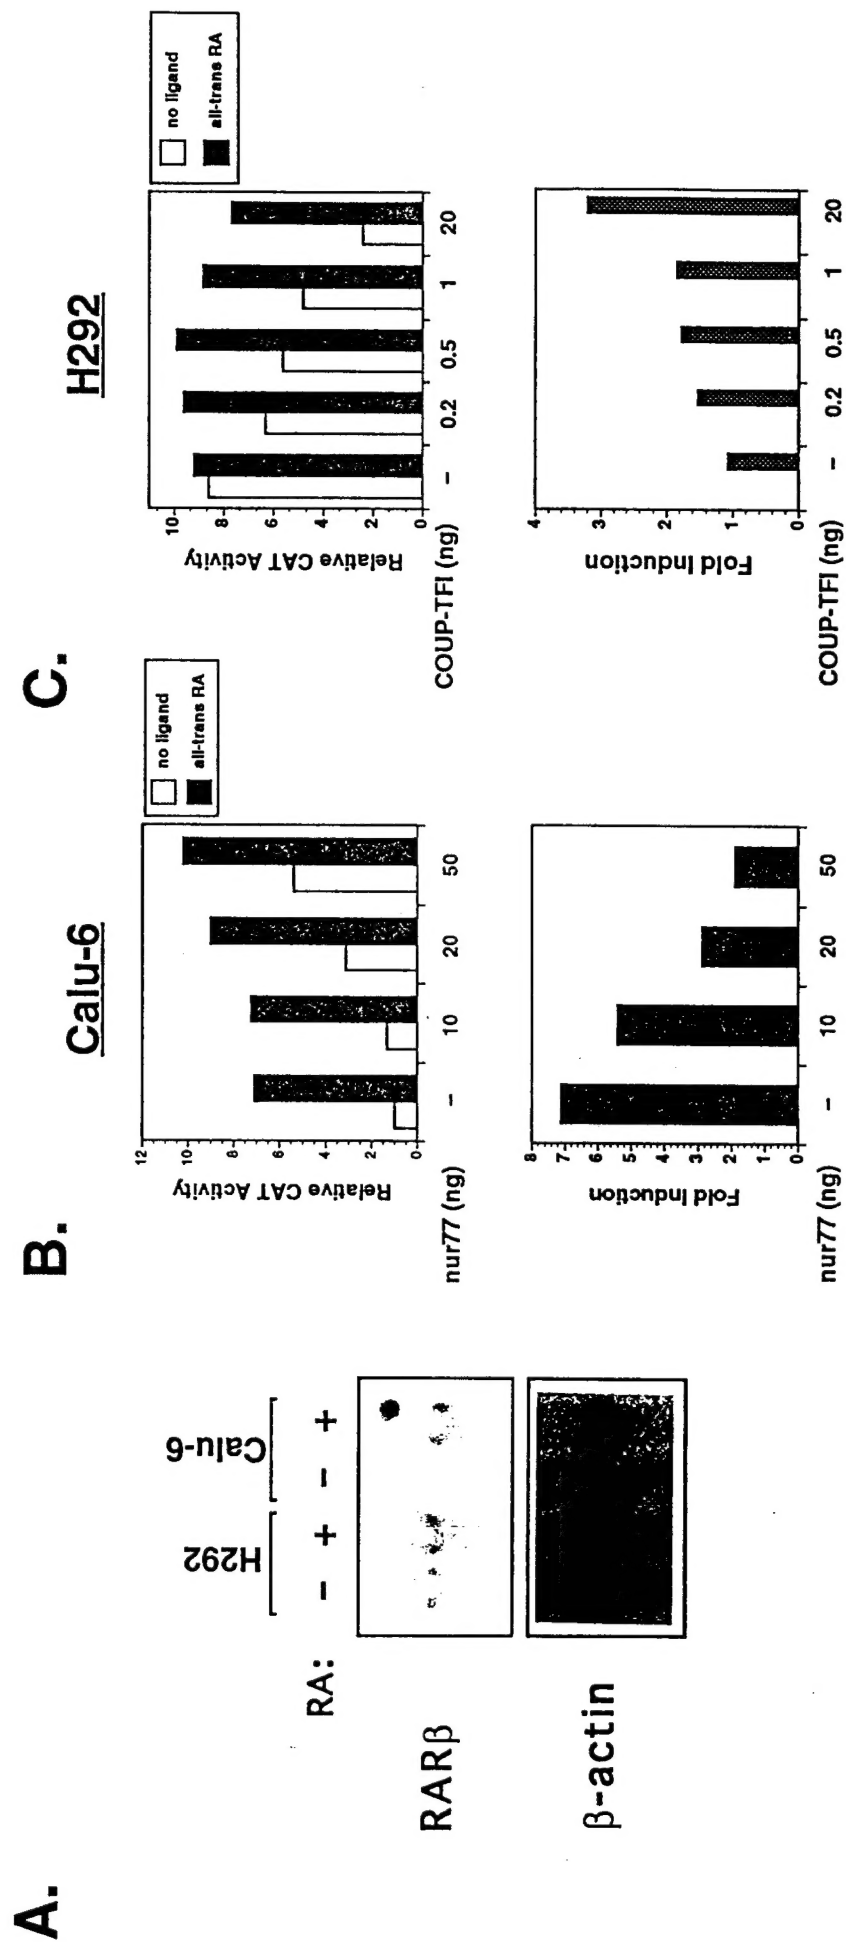 A.
H292
Calu-6
RA:
− + − +
RARβ
β-actin
B.
Calu-6
no ligand
all-trans RA
Relative CAT Activity
12
10
8
6
4
2
0
nur77 (ng)
− 10 20 50
Fold Induction
8
7
6
5
4
3
2
1
0
nur77 (ng)
− 10 20 50
C.
H292
no ligand
all-trans RA
Relative CAT Activity
10
8
6
4
2
0
COUP-TFI (ng)
− 0.2 0.5 1 20
Fold Induction
4
3
2
1
0
COUP-TFI (ng)
− 0.2 0.5 1 20